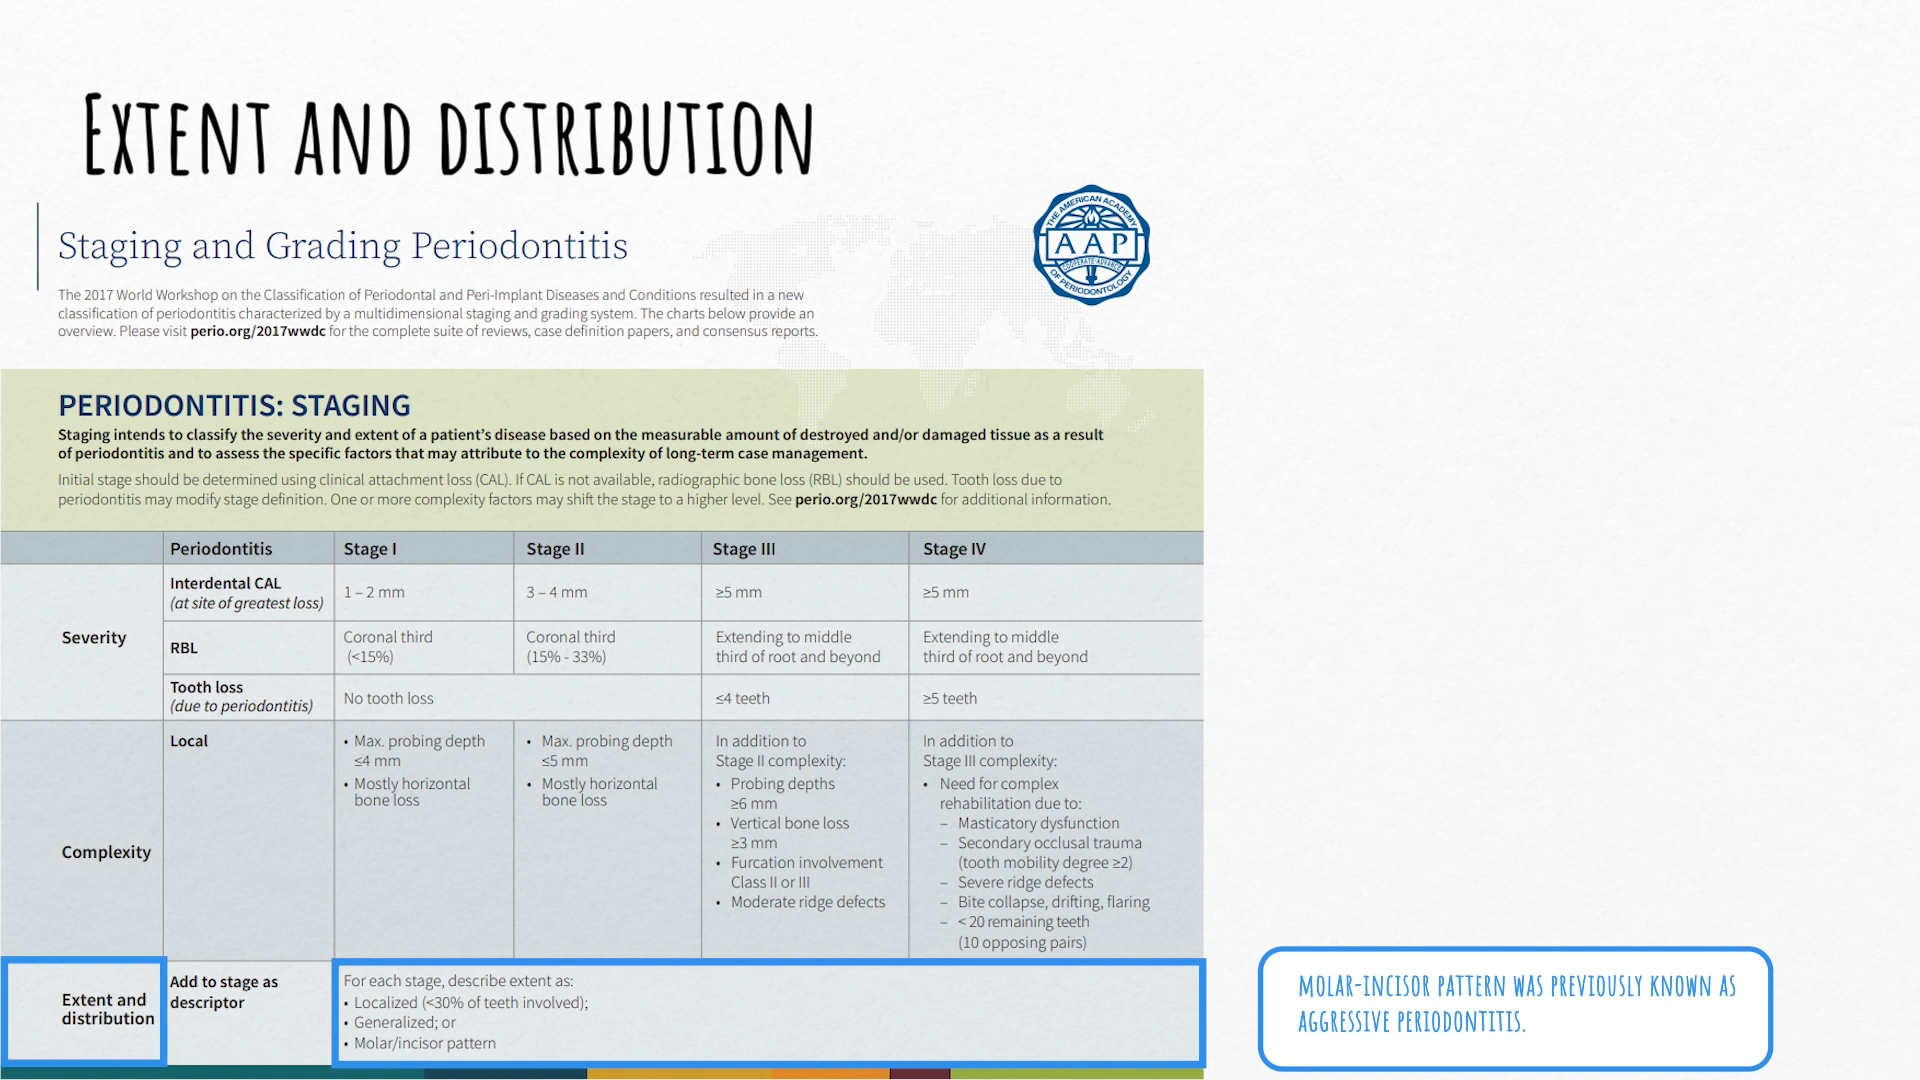 Extent and distribution
Staging and Grading Periodontitis
THE AMERICAN ACADEMY
AAP
COOPERATE·ADVANCE
OF PERIODONTOLOGY
The 2017 World Workshop on the Classification of Periodontal and Peri-Implant Diseases and Conditions resulted in a new
classification of periodontitis characterized by a multidimensional staging and grading system. The charts below provide an
overview. Please visit perio.org/2017wwdc for the complete suite of reviews, case definition papers, and consensus reports.
PERIODONTITIS: STAGING
Staging intends to classify the severity and extent of a patient’s disease based on the measurable amount of destroyed and/or damaged tissue as a result
of periodontitis and to assess the specific factors that may attribute to the complexity of long-term case management.
Initial stage should be determined using clinical attachment loss (CAL). If CAL is not available, radiographic bone loss (RBL) should be used. Tooth loss due to
periodontitis may modify stage definition. One or more complexity factors may shift the stage to a higher level. See perio.org/2017wwdc for additional information.
Periodontitis Stage I Stage II Stage III Stage IV
Severity
Interdental CAL
(at site of greatest loss)
1 – 2 mm
3 – 4 mm
≥5 mm
≥5 mm
RBL
Coronal third
(<15%)
Coronal third
(15% - 33%)
Extending to middle
third of root and beyond
Extending to middle
third of root and beyond
Tooth loss
(due to periodontitis)
No tooth loss
≤4 teeth
≥5 teeth
Complexity
Local
• Max. probing depth
≤4 mm
• Mostly horizontal
bone loss
• Max. probing depth
≤5 mm
• Mostly horizontal
bone loss
In addition to
Stage II complexity:
• Probing depths
≥6 mm
• Vertical bone loss
≥3 mm
• Furcation involvement
Class II or III
• Moderate ridge defects
In addition to
Stage III complexity:
• Need for complex
rehabilitation due to:
– Masticatory dysfunction
– Secondary occlusal trauma
(tooth mobility degree ≥2)
– Severe ridge defects
– Bite collapse, drifting, flaring
– < 20 remaining teeth
(10 opposing pairs)
Extent and
distribution
Add to stage as
descriptor
For each stage, describe extent as:
• Localized (<30% of teeth involved);
• Generalized; or
• Molar/incisor pattern
Molar-incisor pattern was previously known as
aggressive periodontitis.